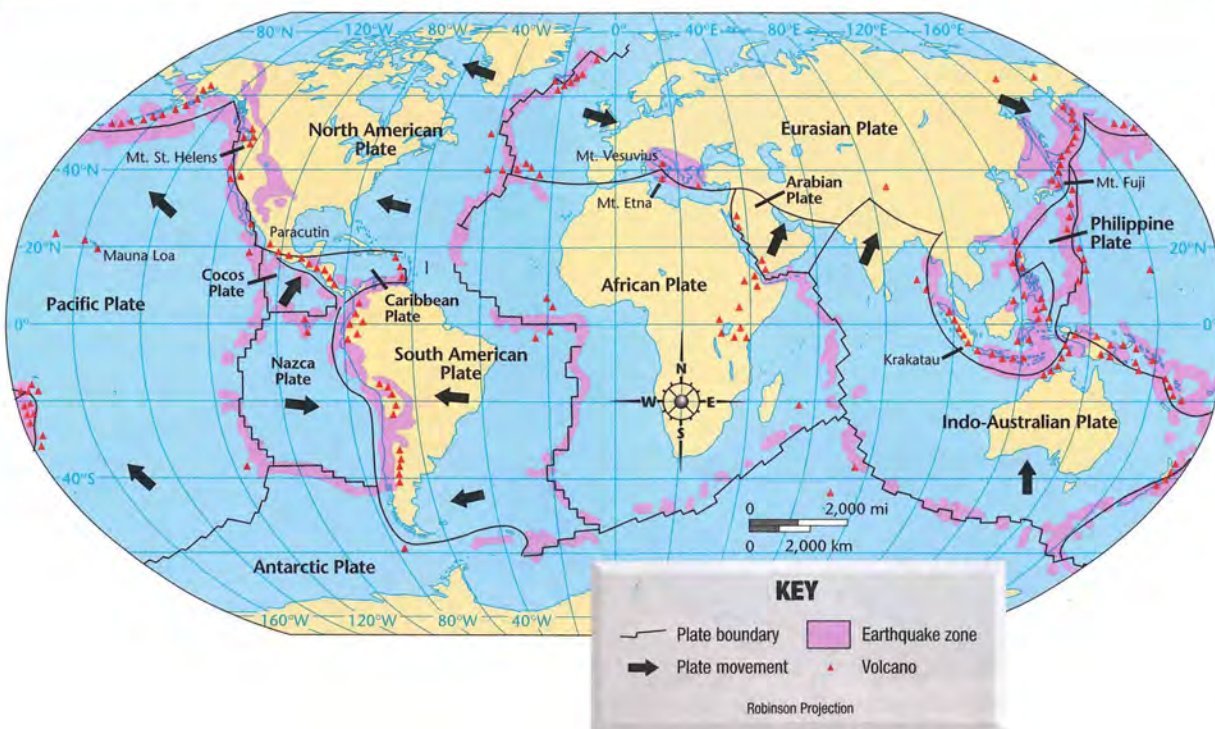 80°N
120°W
80°W
40°W
0°
40°E
80°E
120°E
160°E
North American
Plate
Eurasian Plate
Mt. St. Helens
Mt. Vesuvius
40°N
40°N
Arabian
Plate
Mt. Etna
Mt. Fuji
Paracutin
Philippine
Plate
Mauna Loa
20°N
20°N
Cocos
Plate
Caribbean
Plate
African Plate
Pacific Plate
0°
0°
South American
Plate
Krakatau
Nazca
Plate
N
W
E
S
Indo-Australian Plate
40°S
40°S
0
2,000 mi
0
2,000 km
Antarctic Plate
160°W
120°W
80°W
40°W
KEY
Plate boundary
Earthquake zone
Plate movement
Volcano
Robinson Projection